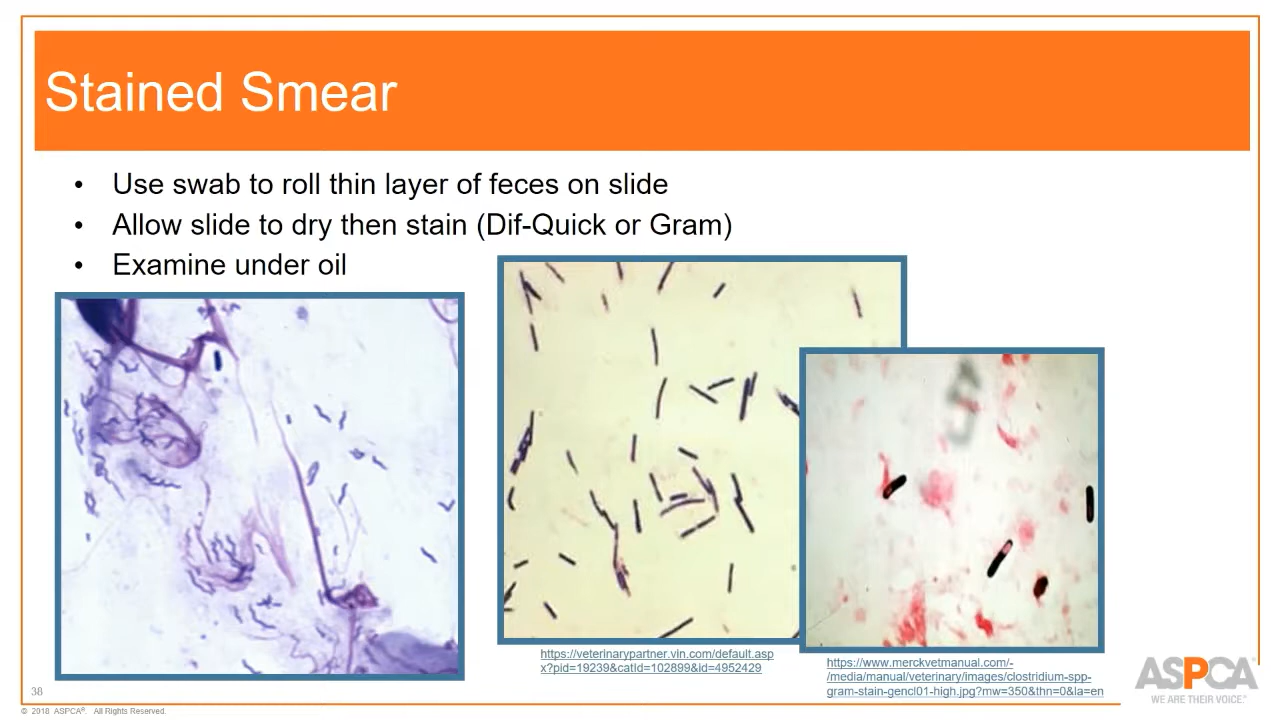 Stained Smear
• Use swab to roll thin layer of feces on slide
• Allow slide to dry then stain (Dif-Quick or Gram)
• Examine under oil
https://veterinarypartner.vin.com/default.asp
x?pid=19239&catId=102899&id=4952429
https://www.merckvetmanual.com/-
/media/manual/veterinary/images/clostridium-spp-
gram-stain-gencl01-high.jpg?mw=350&thn=0&la=en
38
© 2018 ASPCA®. All Rights Reserved.
ASPCA
WE ARE THEIR VOICE.®